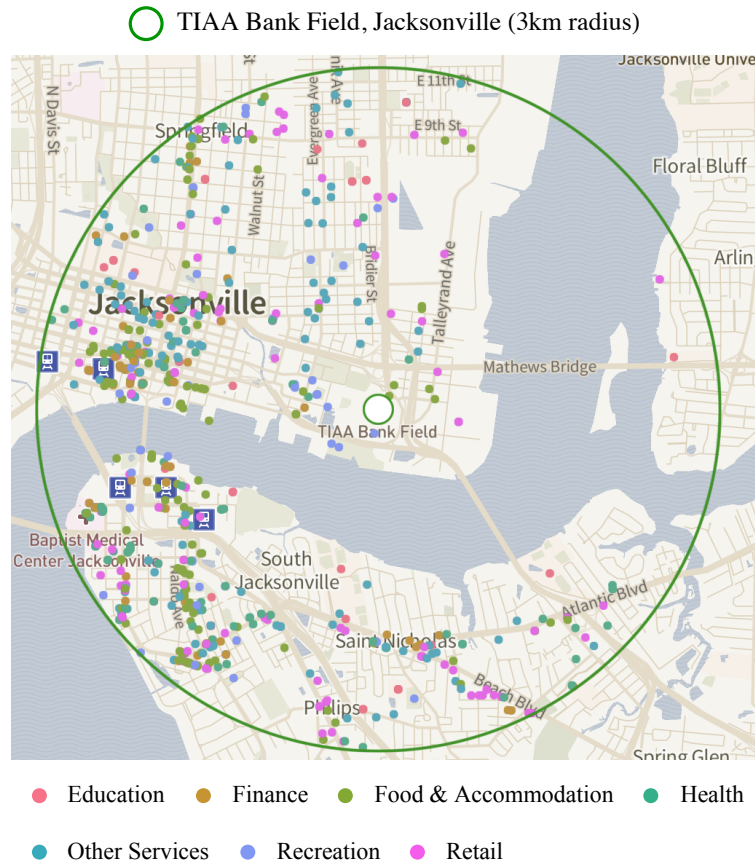 TIAA Bank Field, Jacksonville (3km radius)
Jacksonville Unive
E 11th St
N Davis St
Evergreen Ave
E 9th St
Springfield
Floral Bluff
Walnut St
Bridier St
Talleyrand Ave
Arlin
Jacksonville
Mathews Bridge
TIAA Bank Field
Baptist Medical
Center Jacksonville
South
Jacksonville
Atlantic Blvd
Saint Nicholas
Beach Blvd
Philips
Spring Glen
Education
Finance
Food & Accommodation
Health
Other Services
Recreation
Retail